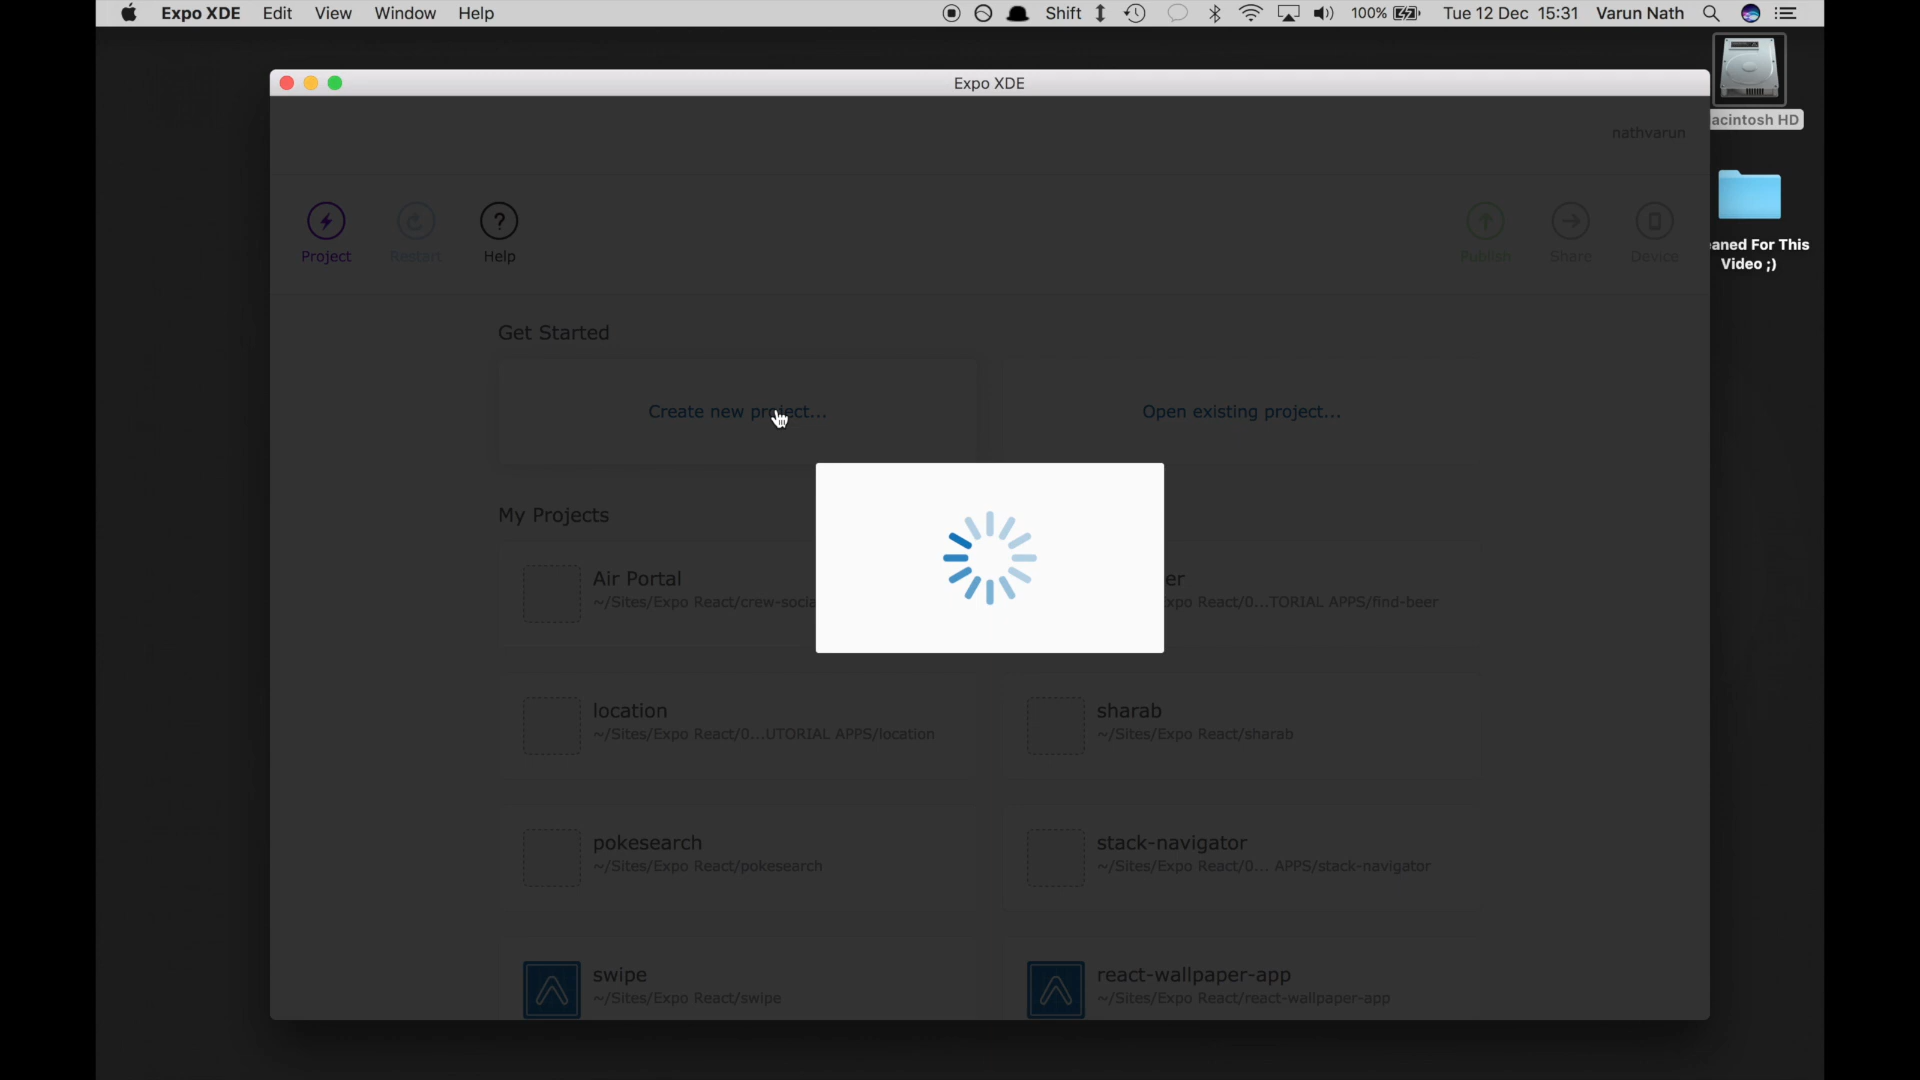 Expo XDE Edit View Window Help Shift 100% Tue 12 Dec 15:31 Varun Nath
Expo XDE
acintosh HD
nathvarun
Project Restart Help Publish Share Device
aned For This
Video ;)
Get Started
Create new project... Open existing project...
My Projects
Air Portal er
~/Sites/Expo React/crew-socia xpo React/0...TORIAL APPS/find-beer
location sharab
~/Sites/Expo React/0...UTORIAL APPS/location ~/Sites/Expo React/sharab
pokesearch stack-navigator
~/Sites/Expo React/pokesearch ~/Sites/Expo React/0... APPS/stack-navigator
swipe react-wallpaper-app
~/Sites/Expo React/swipe ~/Sites/Expo React/react-wallpaper-app